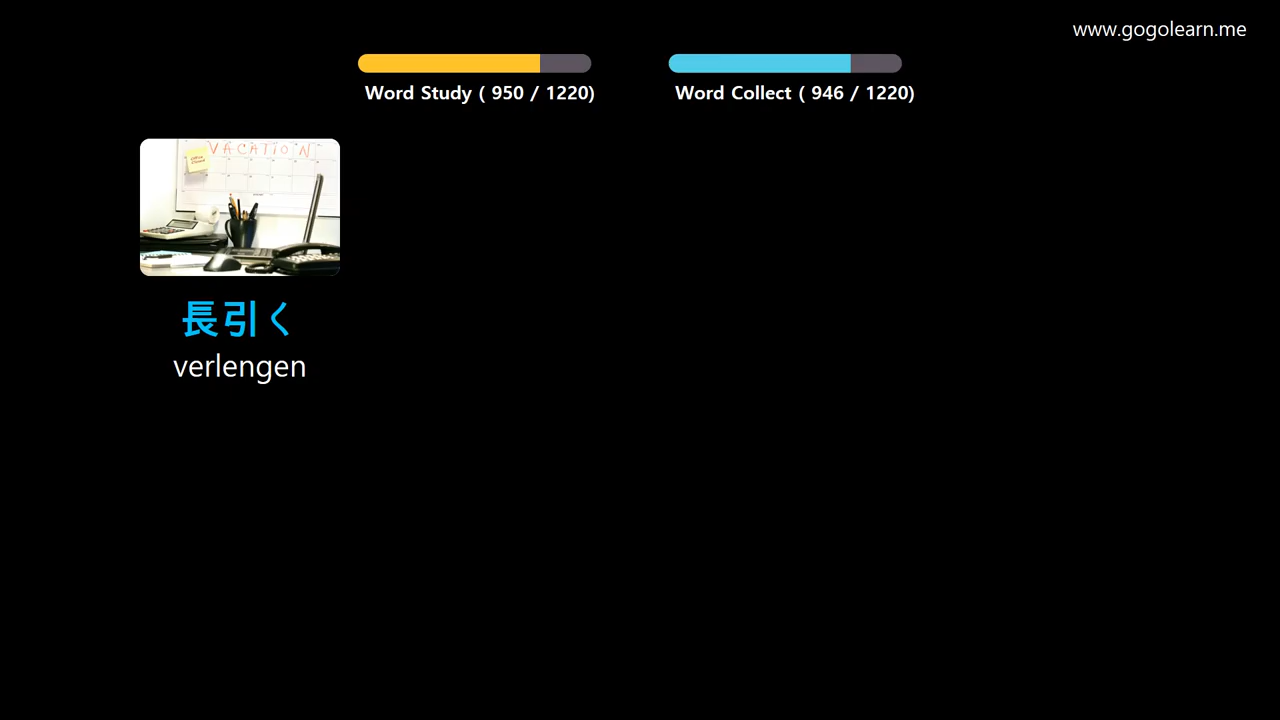 www.gogolearn.me
Word Study ( 950 / 1220)
Word Collect ( 946 / 1220)
VACATION
長引く
verlengen